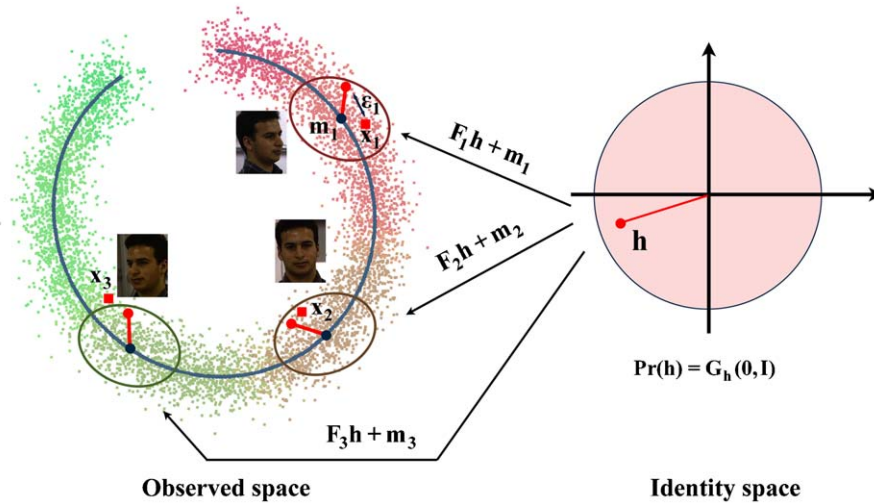 ε₁
m₁
x₁
F₁h + m₁
h
F₂h + m₂
x₃
x₂
Pr(h) = Gₕ(0, I)
F₃h + m₃
Observed space
Identity space